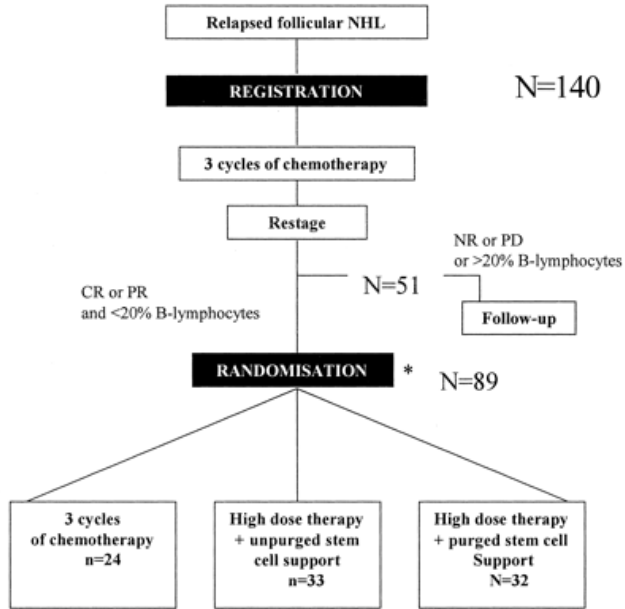 Relapsed follicular NHL
REGISTRATION
N=140
3 cycles of chemotherapy
Restage
NR or PD
or >20% B-lymphocytes
N=51
CR or PR
and <20% B-lymphocytes
Follow-up
RANDOMISATION *
N=89
3 cycles
of chemotherapy
n=24
High dose therapy
+ unpurged stem
cell support
n=33
High dose therapy
+ purged stem cell
Support
N=32